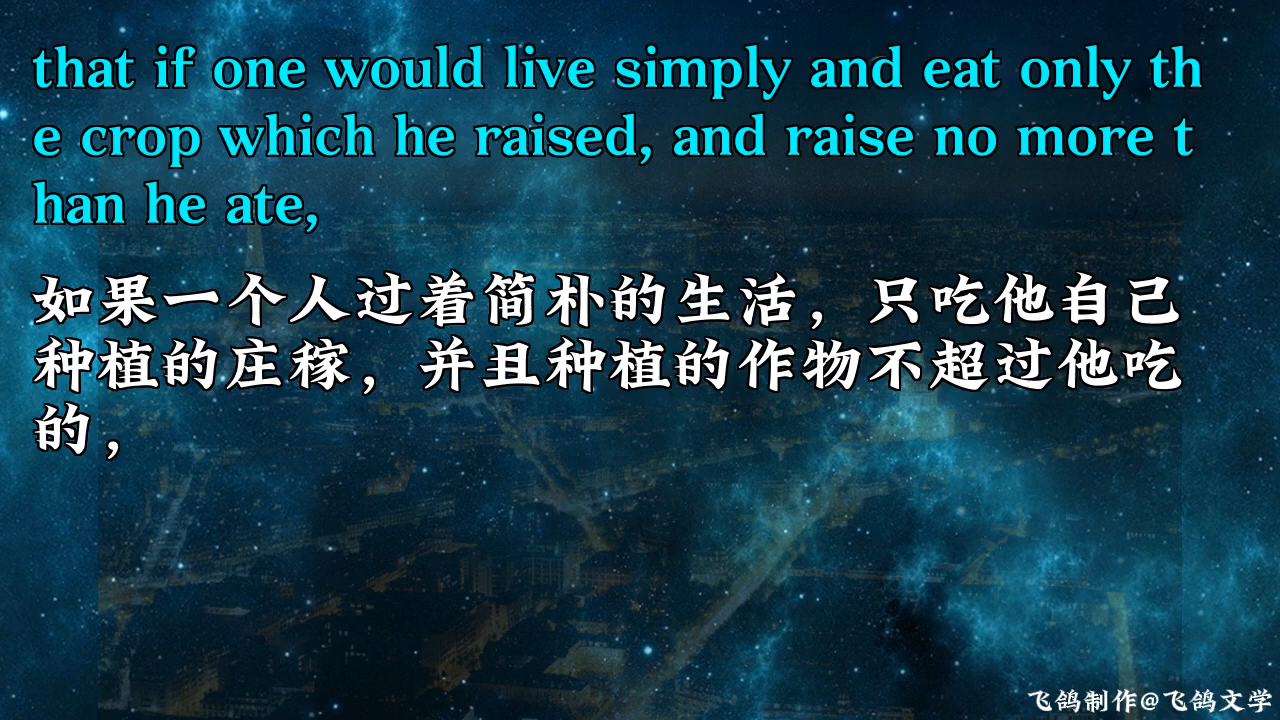 that if one would live simply and eat only th
e crop which he raised, and raise no more t
han he ate,
如果一个人过着简朴的生活，只吃他自己
种植的庄稼，并且种植的作物不超过他吃
的，
飞鸽制作@飞鸽文学